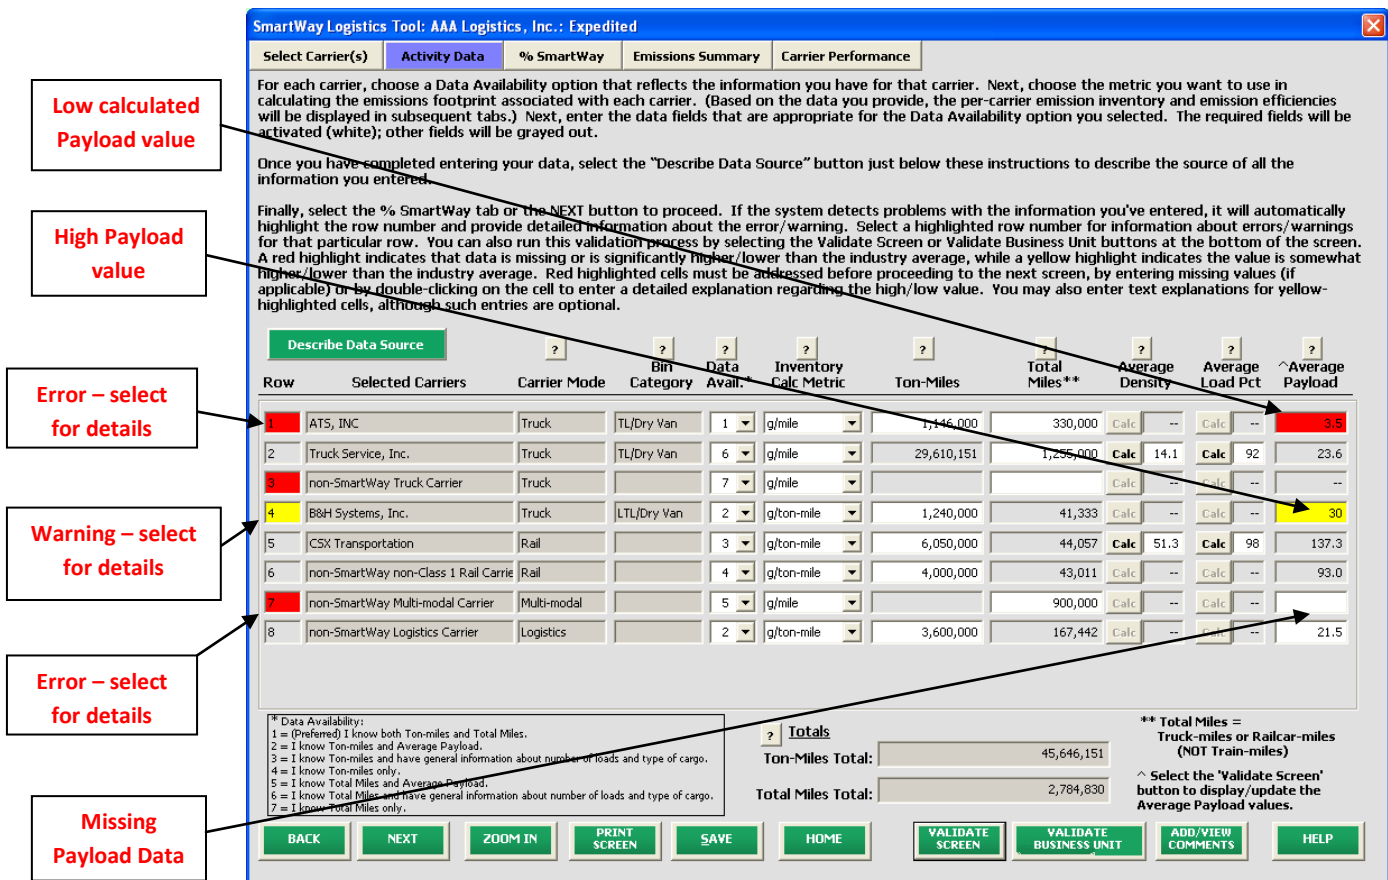 SmartWay Logistics Tool: AAA Logistics, Inc.: Expedited
Select Carrier(s) Activity Data % SmartWay Emissions Summary Carrier Performance
For each carrier, choose a Data Availability option that reflects the information you have for that carrier. Next, choose the metric you want to use in
calculating the emissions footprint associated with each carrier. (Based on the data you provide, the per-carrier emission inventory and emission efficiencies
will be displayed in subsequent tabs.) Next, enter the data fields that are appropriate for the Data Availability option you selected. The required fields will be
activated (white); other fields will be grayed out.
Once you have completed entering your data, select the "Describe Data Source" button just below these instructions to describe the source of all the
information you entered.
Finally, select the % SmartWay tab or the NEXT button to proceed. If the system detects problems with the information you've entered, it will automatically
highlight the row number and provide detailed information about the error/warning. Select a highlighted row number for information about errors/warnings
for that particular row. You can also run this validation process by selecting the Validate Screen or Validate Business Unit buttons at the bottom of the screen.
A red highlight indicates that data is missing or is significantly higher/lower than the industry average, while a yellow highlight indicates the value is somewhat
higher/lower than the industry average. Red highlighted cells must be addressed before proceeding to the next screen, by entering missing values (if
applicable) or by double-clicking on the cell to enter a detailed explanation regarding the high/low value. You may also enter text explanations for yellow-
highlighted cells, although such entries are optional.
Low calculated
Payload value
High Payload
value
Error – select
for details
Warning – select
for details
Error – select
for details
Missing
Payload Data
Describe Data Source ? ? ? ? ? ? ? ? ?
Bin Data Inventory Total Average Average ^Average
Row Selected Carriers Carrier Mode Category Avail.* Calc Metric Ton-Miles Miles** Density Load Pct Payload
1 ATS, INC Truck TL/Dry Van 1 g/mile 1,146,000 330,000 Calc -- Calc -- 3.5
2 Truck Service, Inc. Truck TL/Dry Van 6 g/mile 29,610,151 1,255,000 Calc 14.1 Calc 92 23.6
3 non-SmartWay Truck Carrier Truck 7 g/mile Calc -- Calc -- --
4 B&H Systems, Inc. Truck LTL/Dry Van 2 g/ton-mile 1,240,000 41,333 Calc -- Calc -- 30
5 CSX Transportation Rail 3 g/ton-mile 6,050,000 44,057 Calc 51.3 Calc 98 137.3
6 non-SmartWay non-Class 1 Rail Carrie Rail 4 g/ton-mile 4,000,000 43,011 Calc -- Calc -- 93.0
7 non-SmartWay Multi-modal Carrier Multi-modal 5 g/mile 900,000 Calc -- Calc --
8 non-SmartWay Logistics Carrier Logistics 2 g/ton-mile 3,600,000 167,442 Calc -- Calc -- 21.5
* Data Availability:
1 = (Preferred) I know both Ton-miles and Total Miles.
2 = I know Ton-miles and Average Payload.
3 = I know Ton-miles and have general information about number of loads and type of cargo.
4 = I know Ton-miles only.
5 = I know Total Miles and Average Payload.
6 = I know Total Miles and have general information about number of loads and type of cargo.
7 = I know Total Miles only.
? Totals
Ton-Miles Total: 45,646,151
Total Miles Total: 2,784,830
** Total Miles =
Truck-miles or Railcar-miles
(NOT Train-miles)
^ Select the 'Validate Screen'
button to display/update the
Average Payload values.
BACK NEXT ZOOM IN PRINT SCREEN SAVE HOME VALIDATE SCREEN VALIDATE BUSINESS UNIT ADD/VIEW COMMENTS HELP